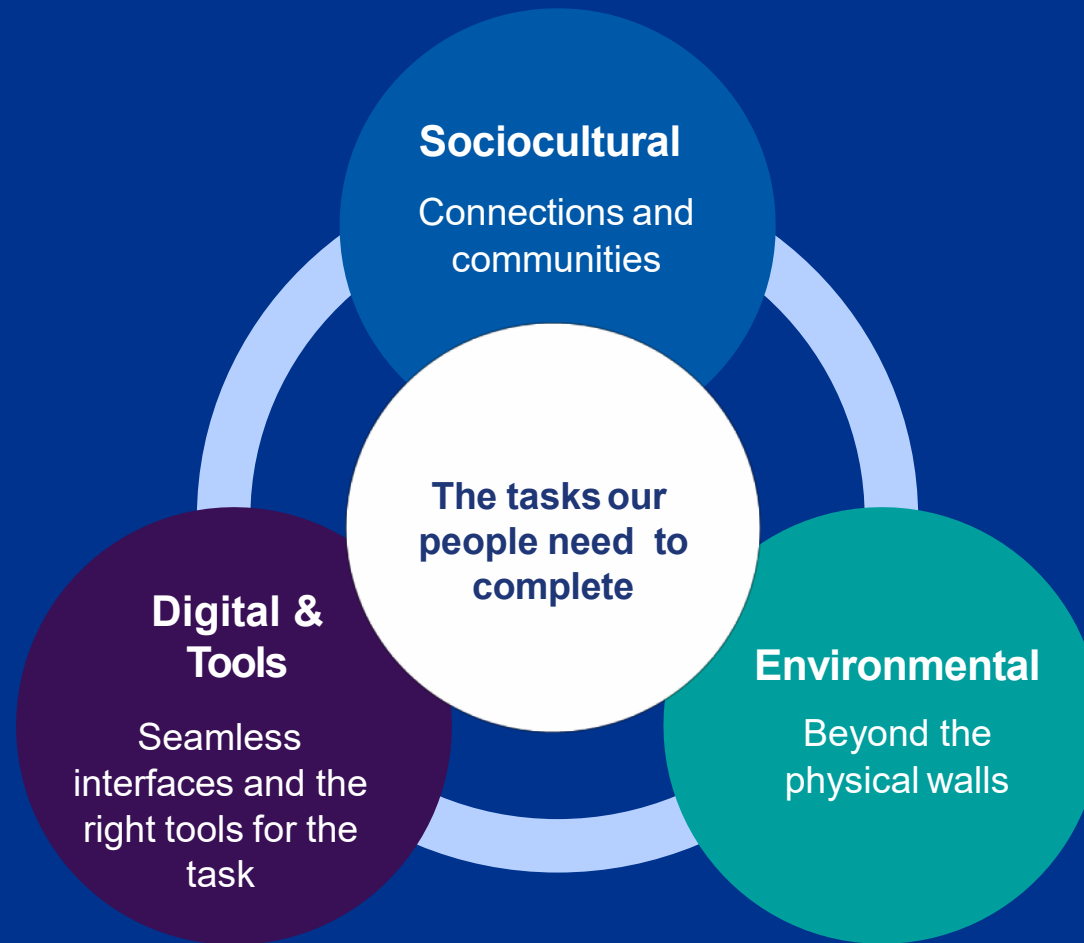 Sociocultural
Connections and
communities
The tasks our
people need to
complete
Digital &
Tools
Seamless
interfaces and the
right tools for the
task
Environmental
Beyond the
physical walls